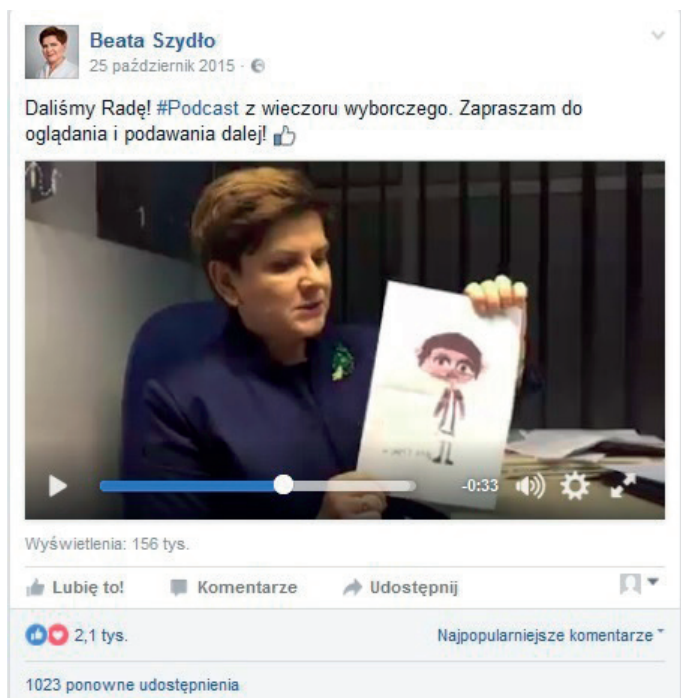 Beata Szydło
25 październik 2015 ·
Daliśmy Radę! #Podcast z wieczoru wyborczego. Zapraszam do
oglądania i podawania dalej!
-0:33
Wyświetlenia: 156 tys.
Lubię to! Komentarze Udostępnij
2,1 tys. Najpopularniejsze komentarze
1023 ponowne udostępnienia